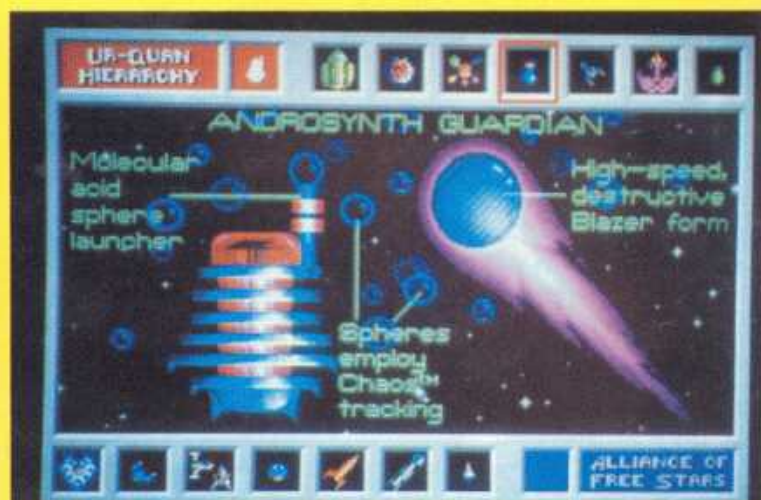 UR-QUAN
HIERARCHY
ANDROSYNTH GUARDIAN
Molecular
acid
sphere
launcher
High-speed,
destructive
Blazer form
Spheres
employ
Chaos™
tracking
ALLIANCE OF
FREE STARS